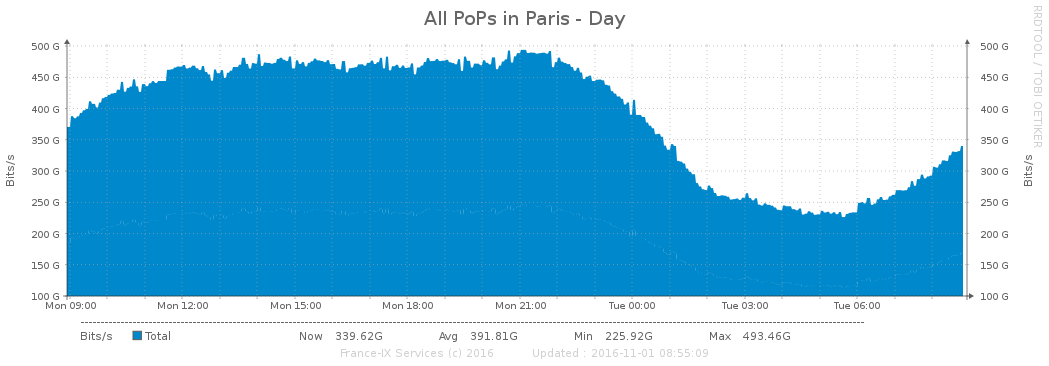 All PoPs in Paris - Day
RRDTOOL / TOBI OETIKER
Bits/s
500 G
450 G
400 G
350 G
300 G
250 G
200 G
150 G
100 G
500 G
450 G
400 G
350 G
300 G
250 G
200 G
150 G
100 G
Bits/s
Mon 09:00 Mon 12:00 Mon 15:00 Mon 18:00 Mon 21:00 Tue 00:00 Tue 03:00 Tue 06:00
Bits/s Total Now 339.62G Avg 391.81G Min 225.92G Max 493.46G
France-IX Services (c) 2016 Updated : 2016-11-01 08:55:09